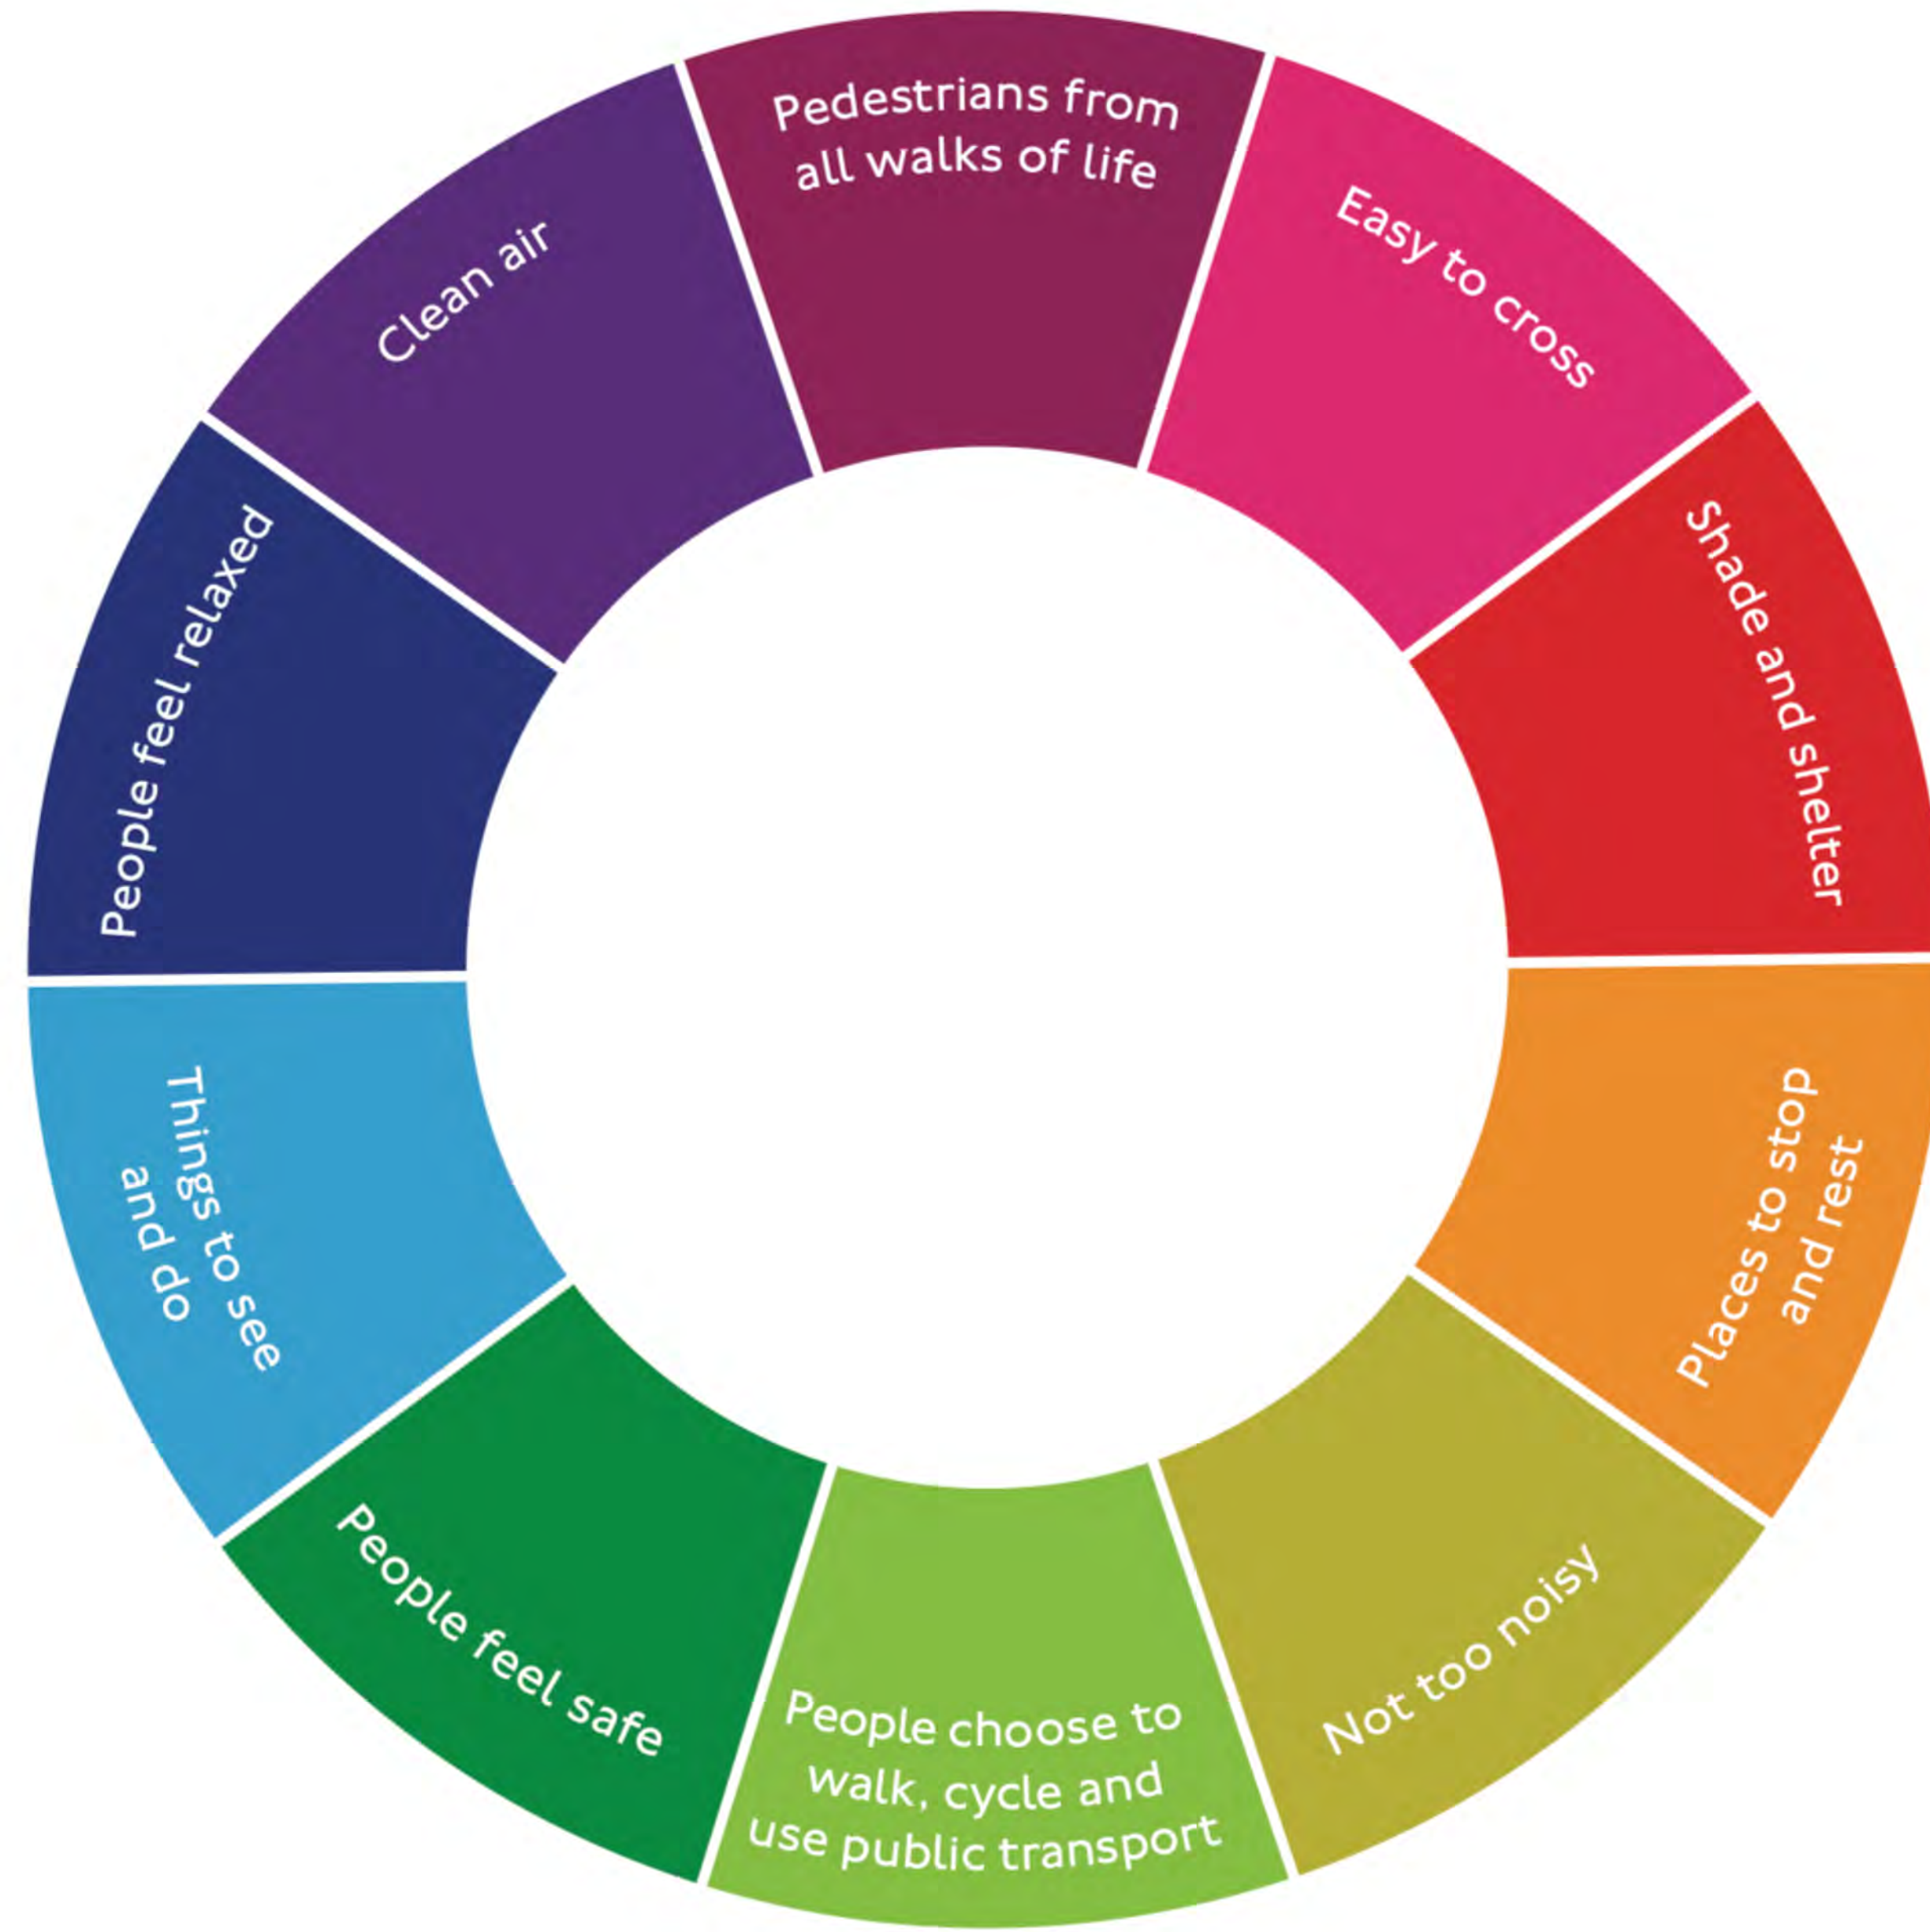 Pedestrians from
all walks of life
Easy to cross
Shade and shelter
Places to stop
and rest
Not too noisy
People choose to
walk, cycle and
use public transport
People feel safe
Things to see
and do
People feel relaxed
Clean air